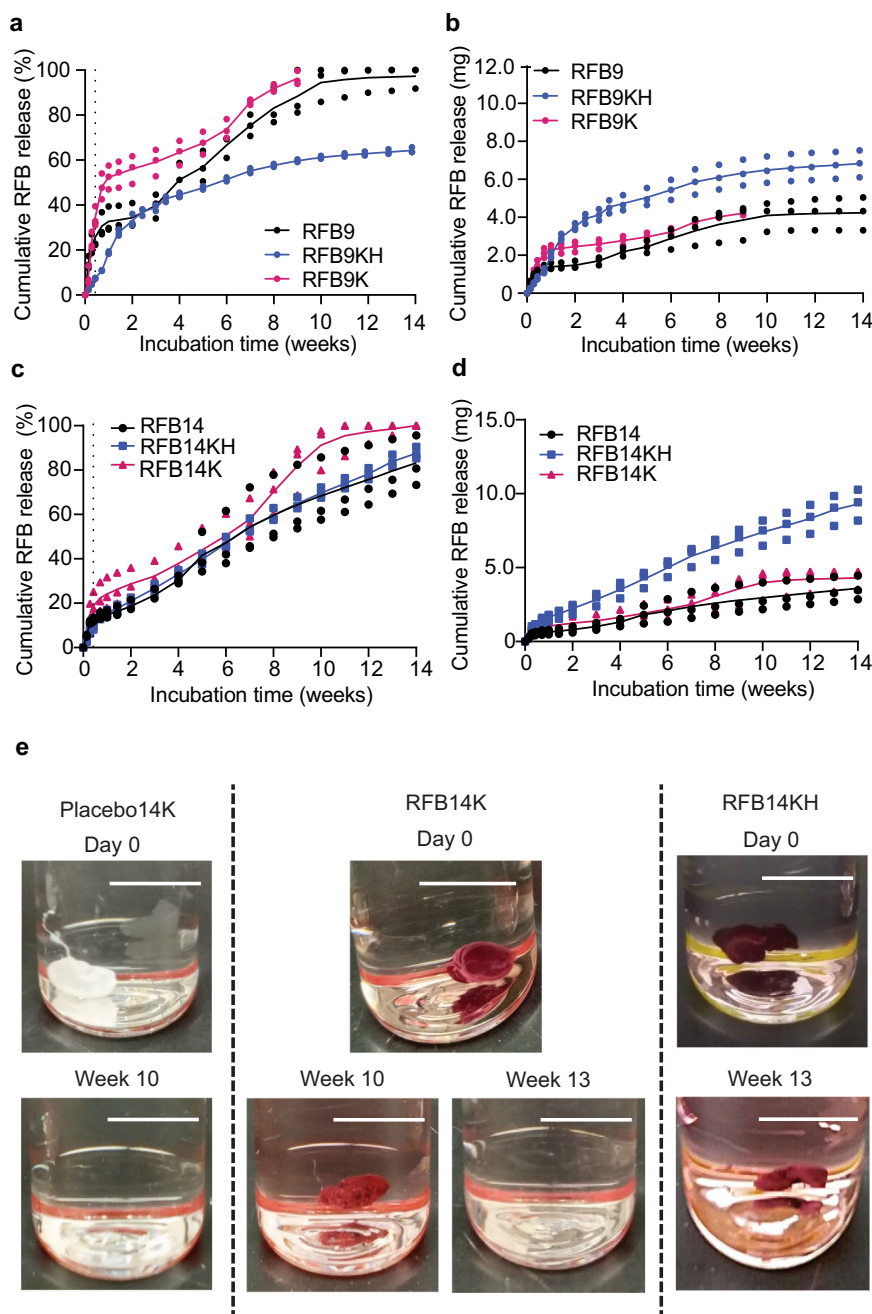 a
Cumulative RFB release (%)
100
80
60
40
20
0
0 2 4 6 8 10 12 14
Incubation time (weeks)
RFB9
RFB9KH
RFB9K
b
Cumulative RFB release (mg)
12.0
10.0
8.0
6.0
4.0
2.0
0
0 2 4 6 8 10 12 14
Incubation time (weeks)
RFB9
RFB9KH
RFB9K
c
Cumulative RFB release (%)
100
80
60
40
20
0
0 2 4 6 8 10 12 14
Incubation time (weeks)
RFB14
RFB14KH
RFB14K
d
Cumulative RFB release (mg)
15.0
10.0
5.0
0
0 2 4 6 8 10 12 14
Incubation time (weeks)
RFB14
RFB14KH
RFB14K
e
Placebo14K
Day 0
Week 10
RFB14K
Day 0
Week 10
Week 13
RFB14KH
Day 0
Week 13